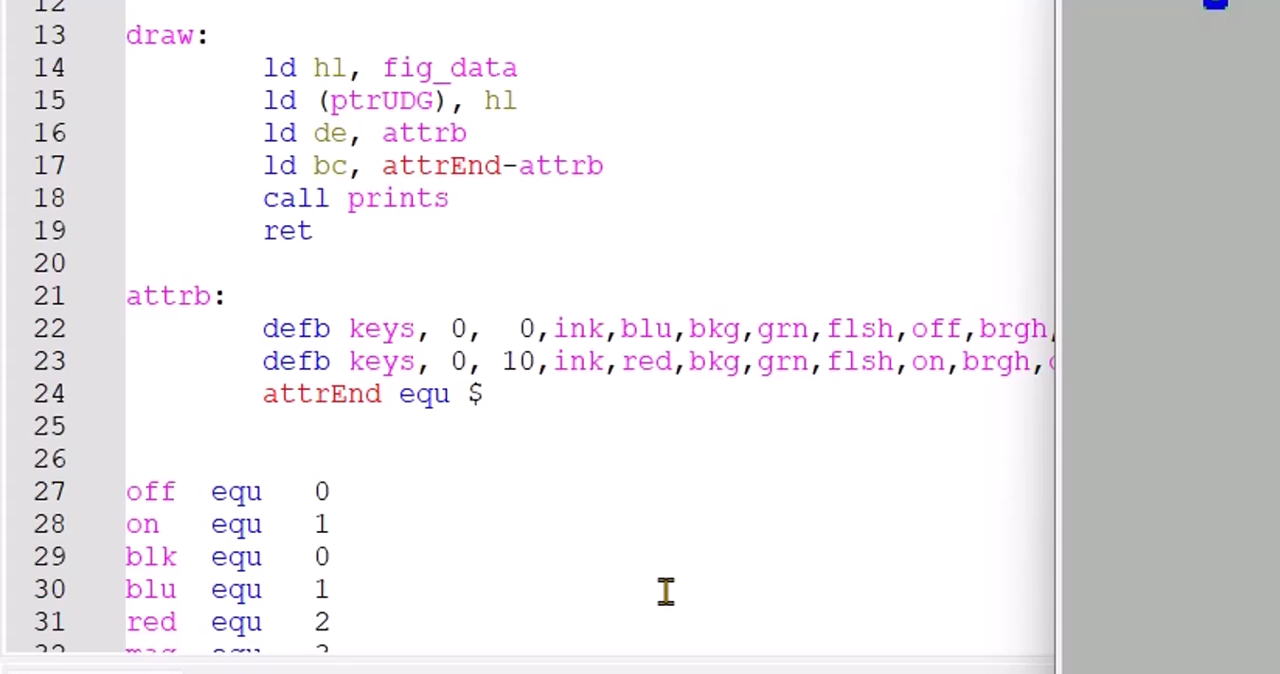 12
13 draw:
14 ld hl, fig_data
15 ld (ptrUDG), hl
16 ld de, attrb
17 ld bc, attrEnd-attrb
18 call prints
19 ret
20
21 attrb:
22 defb keys, 0,  0,ink,blu,bkg,grn,flsh,off,brgh,
23 defb keys, 0, 10,ink,red,bkg,grn,flsh,on,brgh,
24 attrEnd equ $
25
26
27 off equ 0
28 on equ 1
29 blk equ 0
30 blu equ 1
31 red equ 2
32 mag equ 3